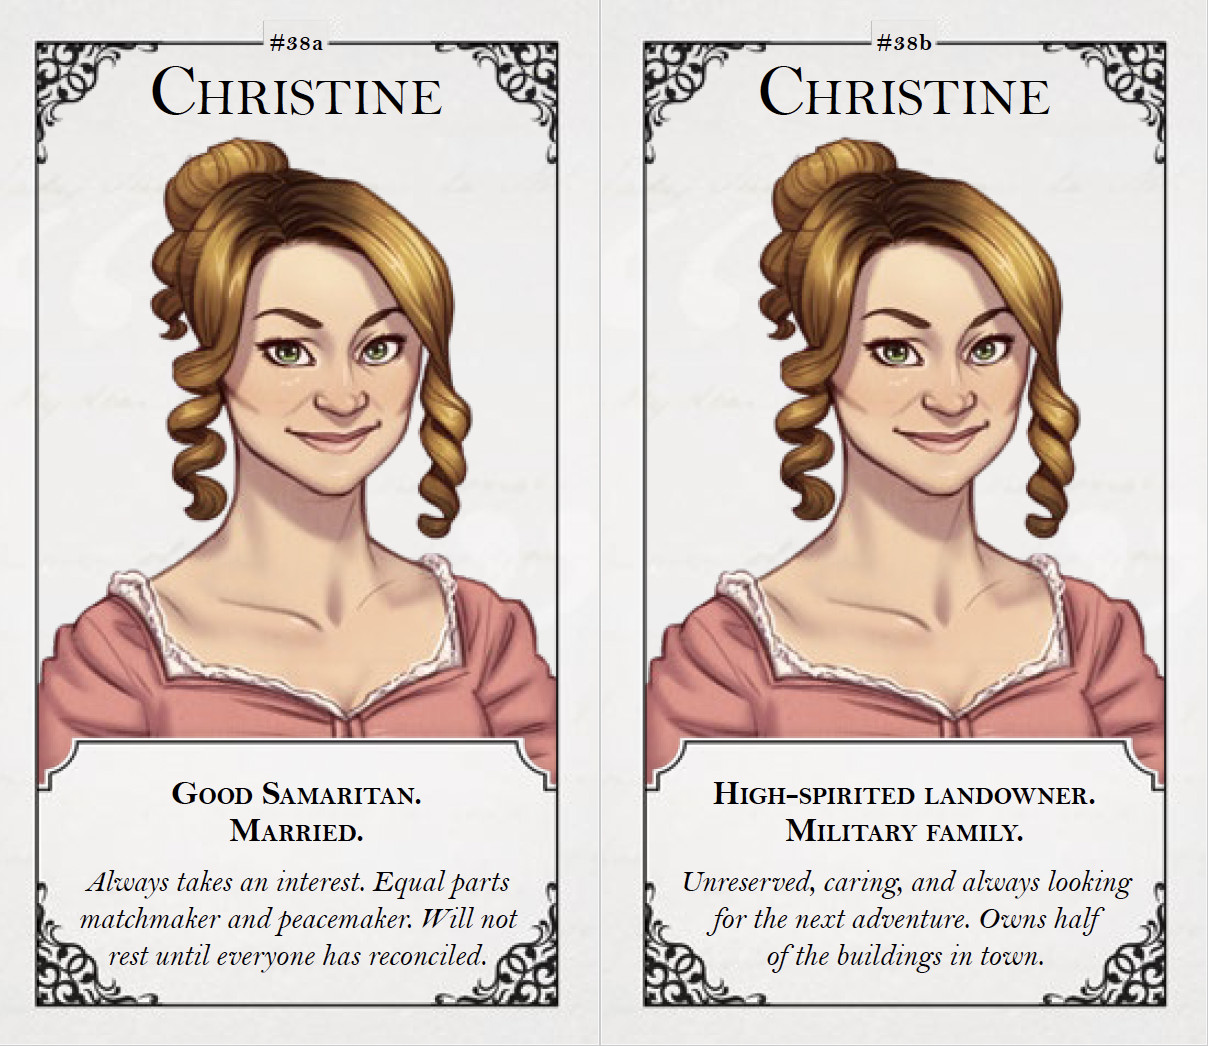 #38a
CHRISTINE
GOOD SAMARITAN.
MARRIED.
Always takes an interest. Equal parts
matchmaker and peacemaker. Will not
rest until everyone has reconciled.
#38b
CHRISTINE
HIGH-SPIRITED LANDOWNER.
MILITARY FAMILY.
Unreserved, caring, and always looking
for the next adventure. Owns half
of the buildings in town.